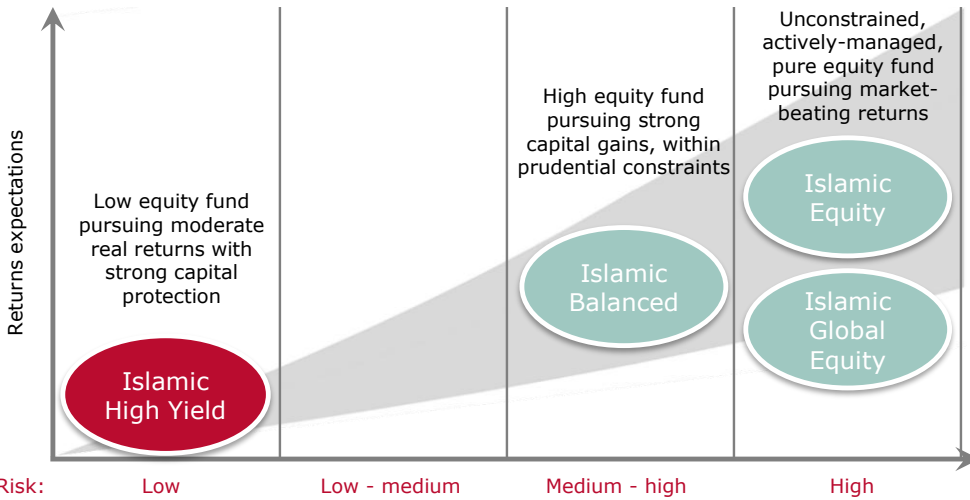 Unconstrained,
actively-managed,
pure equity fund
pursuing market-
beating returns
High equity fund
pursuing strong
capital gains, within
prudential constraints
Low equity fund
pursuing moderate
real returns with
strong capital
protection
Returns expectations
Islamic
Equity
Islamic
Balanced
Islamic
Global
Equity
Islamic
High Yield
Risk:
Low
Low - medium
Medium - high
High